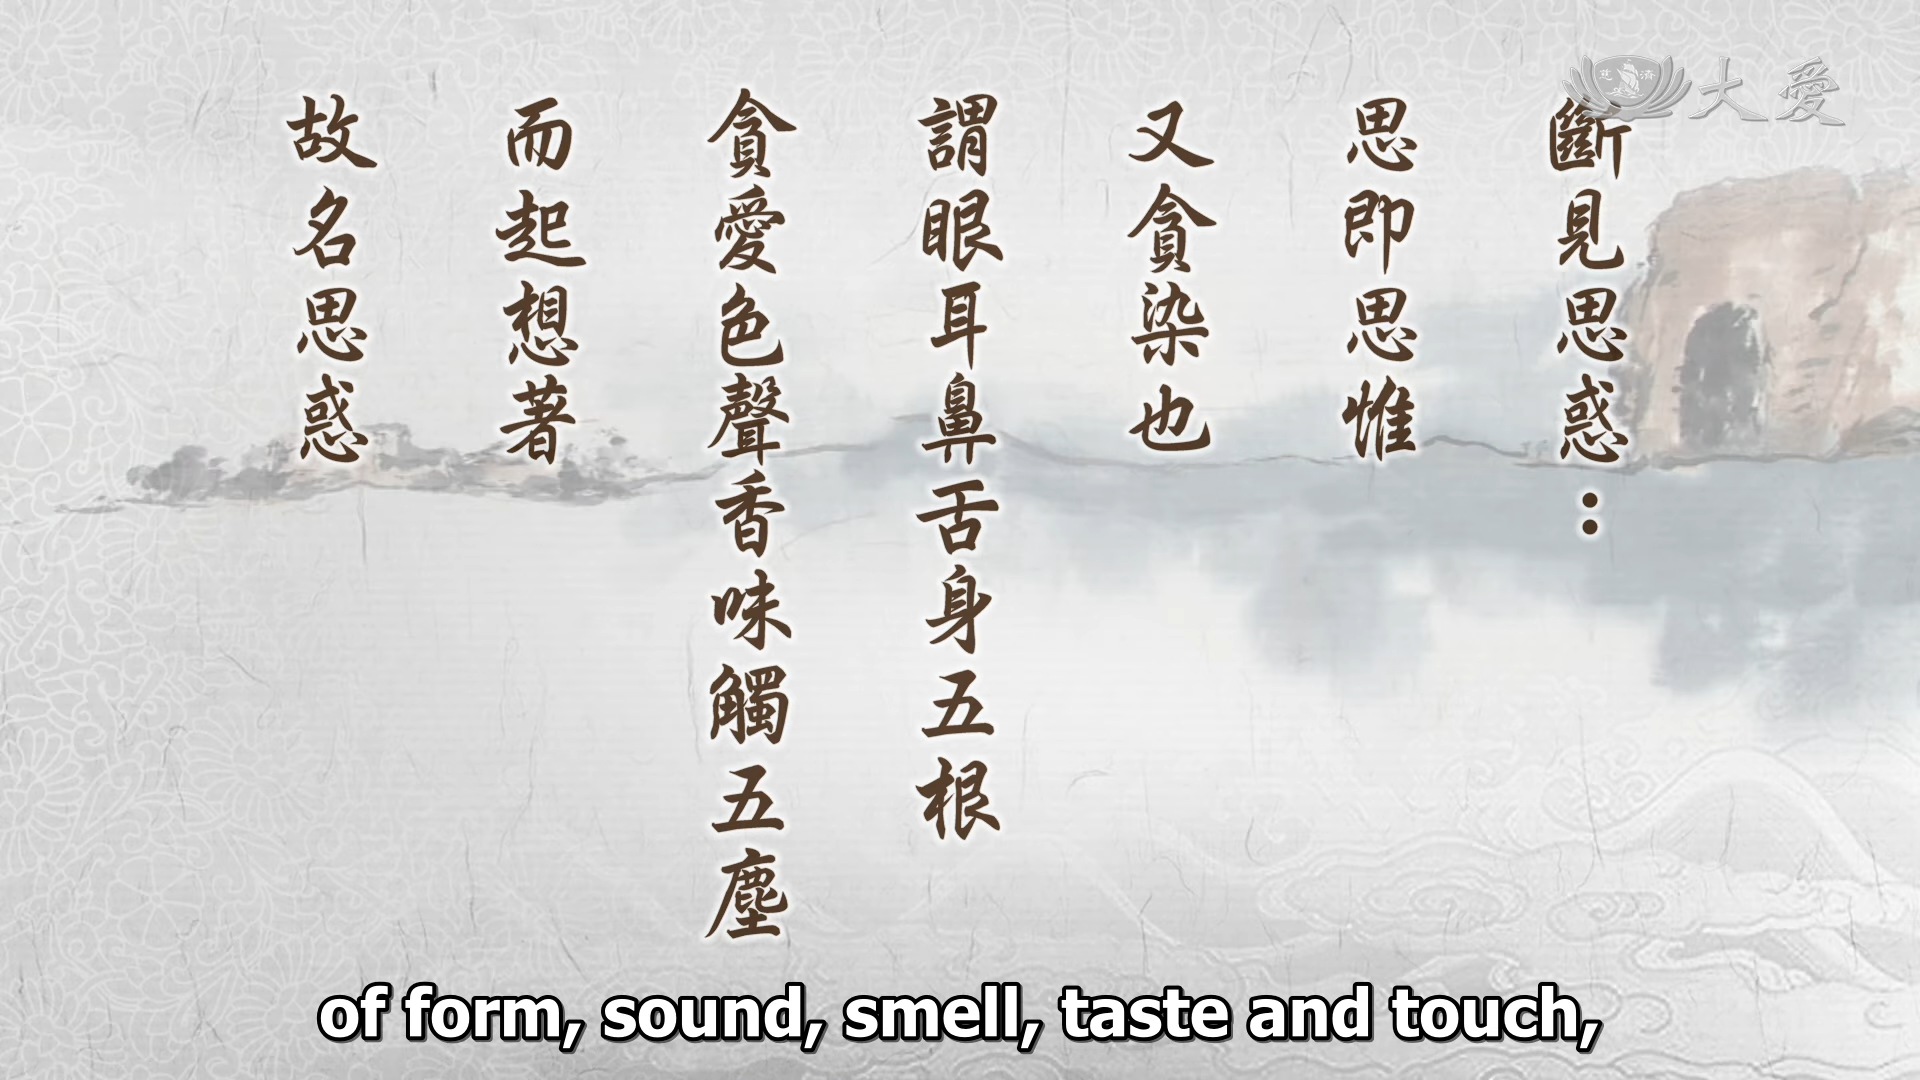 慈濟
大愛
斷見思惑：
思即思惟
又貪染也
謂眼耳鼻舌身五根
貪愛色聲香味觸五塵
而起想著
故名思惑
of form, sound, smell, taste and touch,